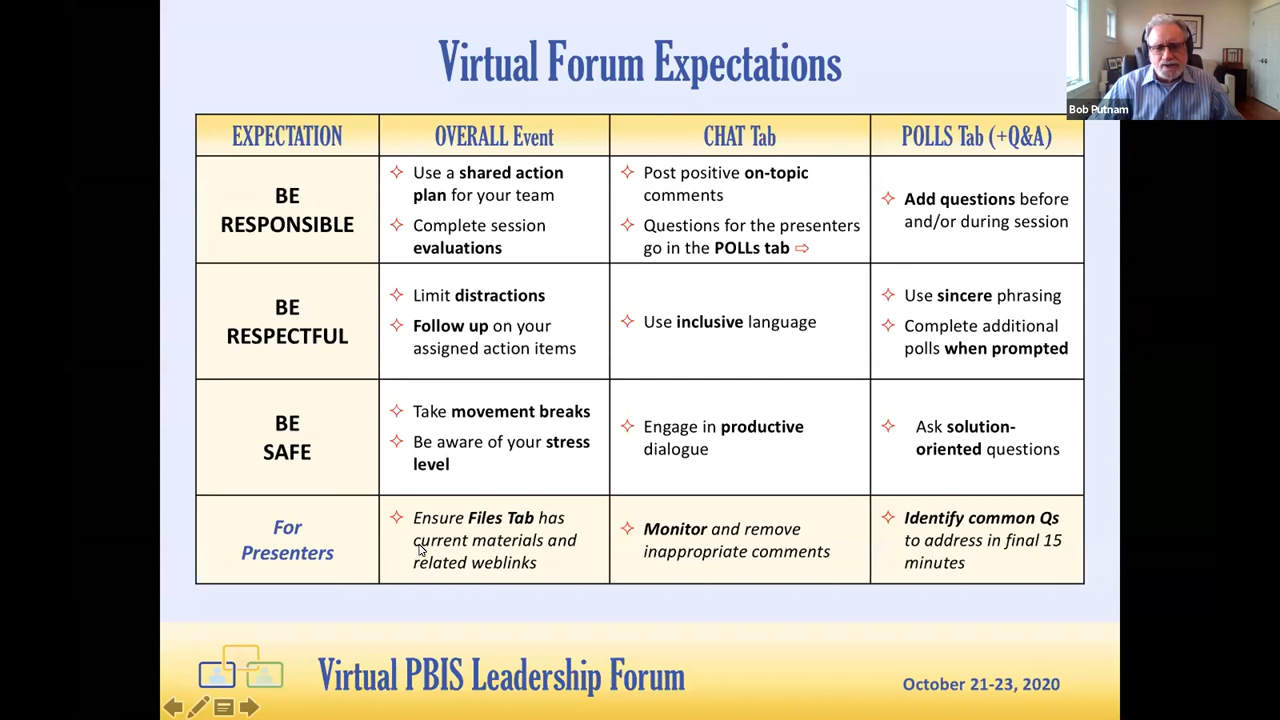 Virtual Forum Expectations
Bob Putnam
EXPECTATION
OVERALL Event
CHAT Tab
POLLS Tab (+Q&A)
BE
RESPONSIBLE
Use a shared action
plan for your team
Complete session
evaluations
Post positive on-topic
comments
Questions for the presenters
go in the POLLs tab ⇨
Add questions before
and/or during session
BE
RESPECTFUL
Limit distractions
Follow up on your
assigned action items
Use inclusive language
Use sincere phrasing
Complete additional
polls when prompted
BE
SAFE
Take movement breaks
Be aware of your stress
level
Engage in productive
dialogue
Ask solution-
oriented questions
For
Presenters
Ensure Files Tab has
current materials and
related weblinks
Monitor and remove
inappropriate comments
Identify common Qs
to address in final 15
minutes
Virtual PBIS Leadership Forum
October 21-23, 2020